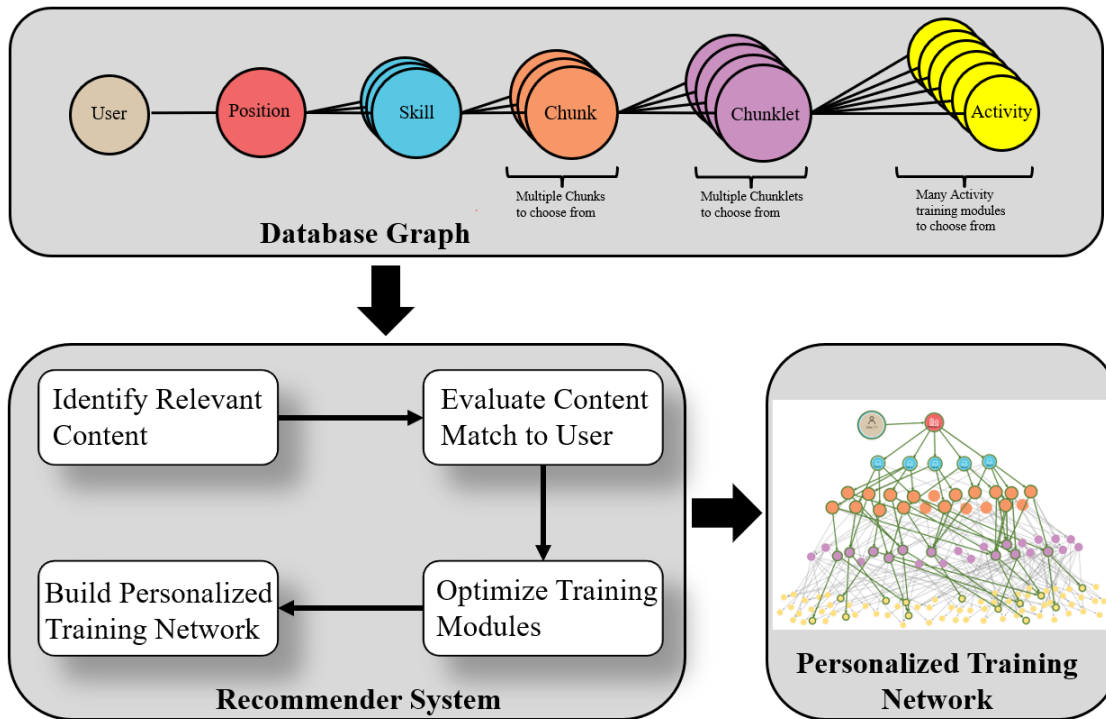 User
Position
Skill
Chunk
Chunklet
Activity
Multiple Chunks
to choose from
Multiple Chunklets
to choose from
Many Activity
training modules
to choose from
Database Graph
Identify Relevant
Content
Evaluate Content
Match to User
Build Personalized
Training Network
Optimize Training
Modules
Recommender System
Personalized Training
Network